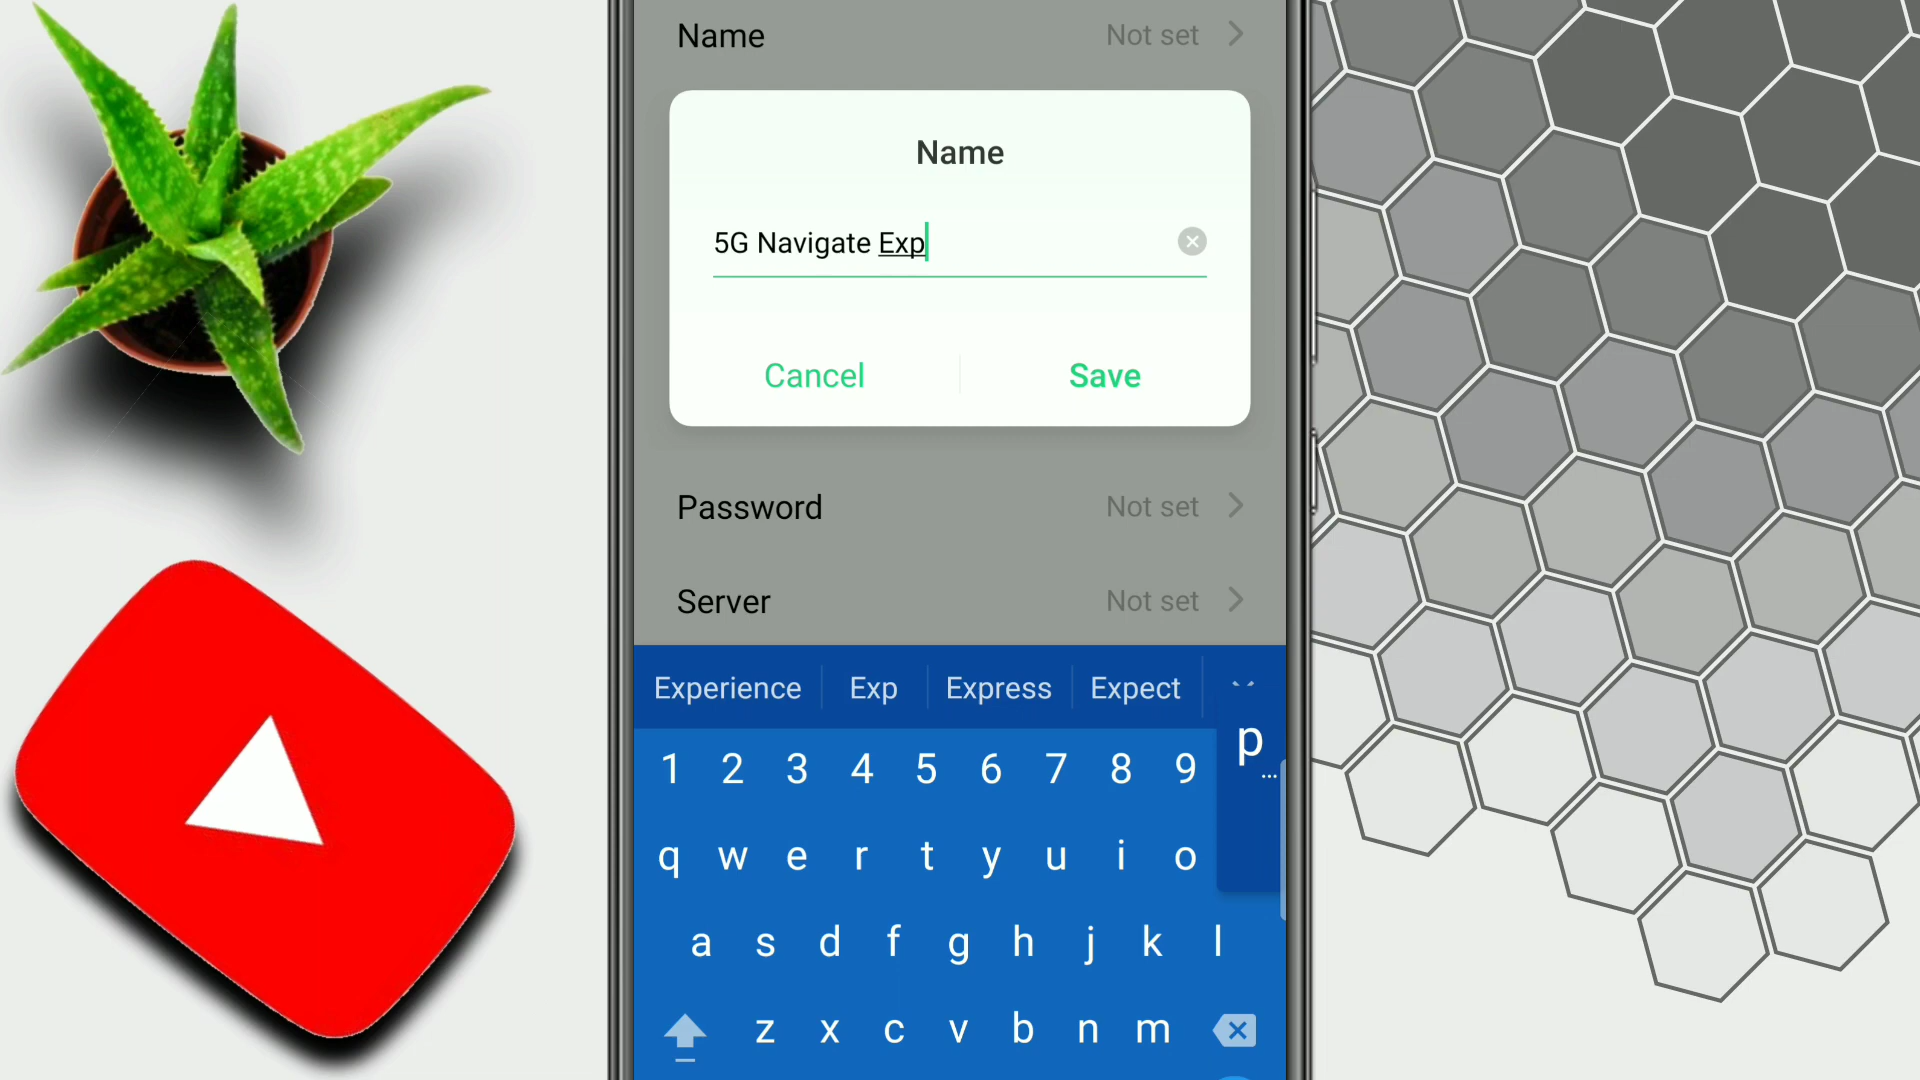 Name Not set
Name
5G Navigate Exp
Cancel Save
Password Not set
Server Not set
Experience Exp Express Expect
p
1 2 3 4 5 6 7 8 9
q w e r t y u i o
a s d f g h j k l
z x c v b n m